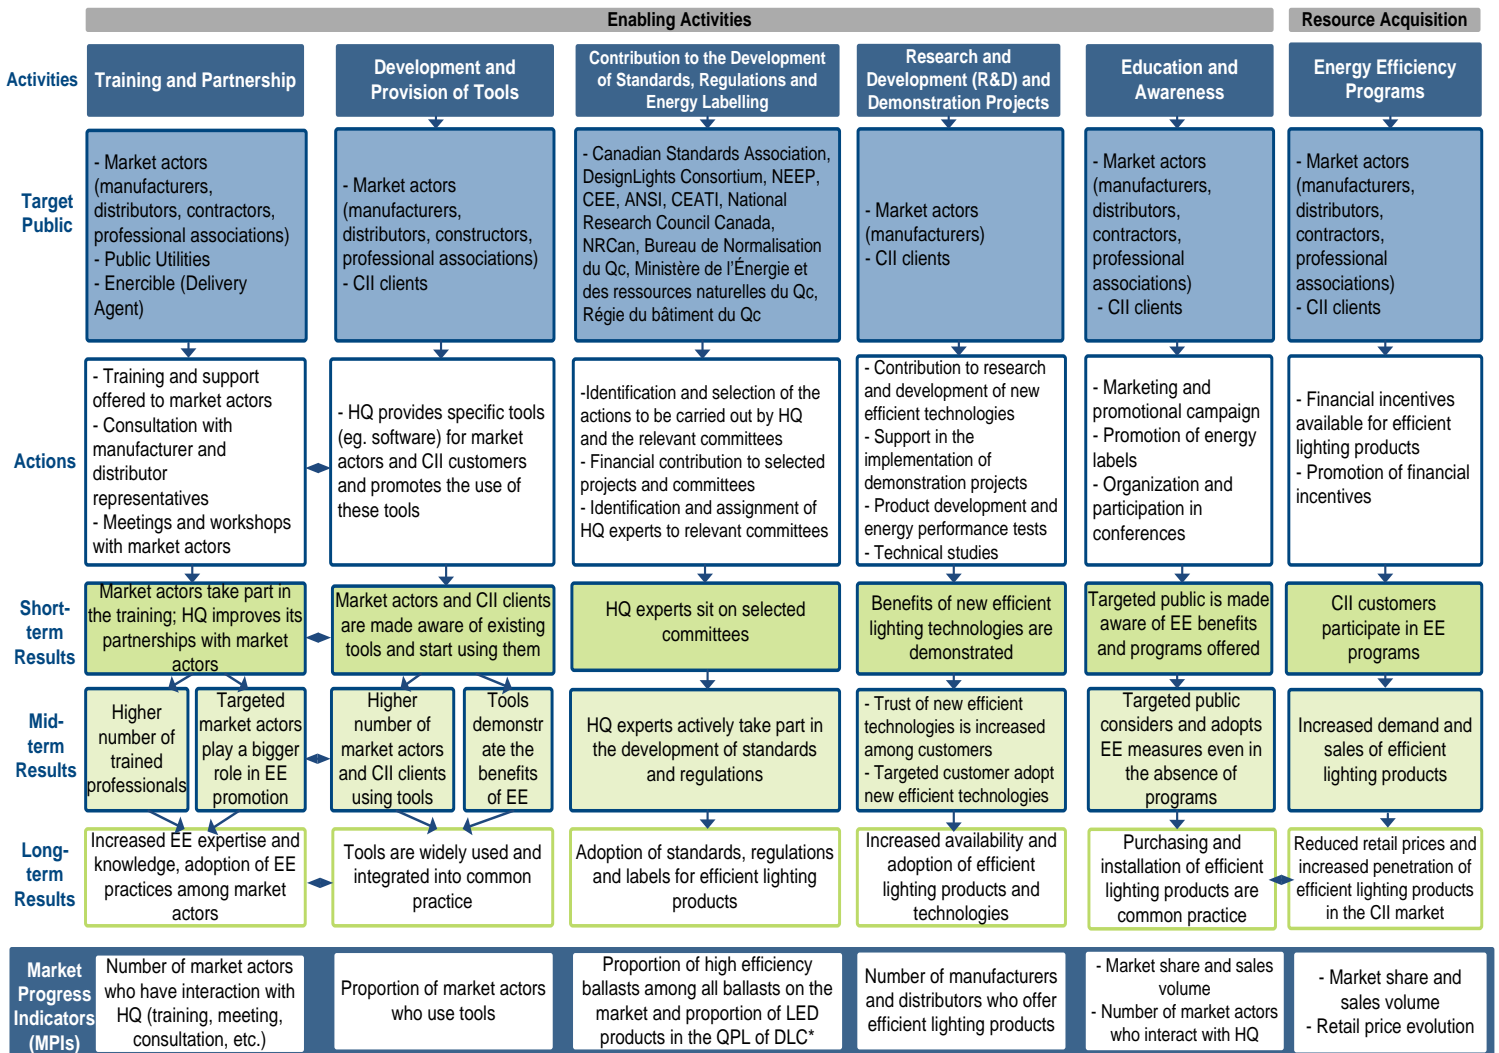 Enabling Activities
Resource Acquisition
Activities
Training and Partnership
Development and
Provision of Tools
Contribution to the Development
of Standards, Regulations and
Energy Labelling
Research and
Development (R&D) and
Demonstration Projects
Education and
Awareness
Energy Efficiency
Programs
Target
Public
- Market actors
(manufacturers,
distributors, contractors,
professional associations)
- Public Utilities
- Enercible (Delivery
Agent)
- Market actors
(manufacturers,
distributors, constructors,
professional associations)
- CII clients
- Canadian Standards Association,
DesignLights Consortium, NEEP,
CEE, ANSI, CEATI, National
Research Council Canada,
NRCan, Bureau de Normalisation
du Qc, Ministère de l'Énergie et
des ressources naturelles du Qc,
Régie du bâtiment du Qc
- Market actors
(manufacturers)
- CII clients
- Market actors
(manufacturers,
distributors,
contractors,
professional
associations)
- CII clients
- Market actors
(manufacturers,
distributors,
contractors,
professional
associations)
- CII clients
Actions
- Training and support
offered to market actors
- Consultation with
manufacturer and
distributor
representatives
- Meetings and workshops
with market actors
- HQ provides specific tools
(eg. software) for market
actors and CII customers
and promotes the use of
these tools
-Identification and selection of the
actions to be carried out by HQ
and the relevant committees
- Financial contribution to selected
projects and committees
- Identification and assignment of
HQ experts to relevant committees
- Contribution to research
and development of new
efficient technologies
- Support in the
implementation of
demonstration projects
- Product development and
energy performance tests
- Technical studies
- Marketing and
promotional campaign
- Promotion of energy
labels
- Organization and
participation in
conferences
- Financial incentives
available for efficient
lighting products
- Promotion of financial
incentives
Short-
term
Results
Market actors take part in
the training; HQ improves its
partnerships with market
actors
Market actors and CII clients
are made aware of existing
tools and start using them
HQ experts sit on selected
committees
Benefits of new efficient
lighting technologies are
demonstrated
Targeted public is made
aware of EE benefits
and programs offered
CII customers
participate in EE
programs
Mid-
term
Results
Higher
number of
trained
professionals
Targeted
market actors
play a bigger
role in EE
promotion
Higher
number of
market actors
and CII clients
using tools
Tools
demonstr
ate the
benefits
of EE
HQ experts actively take part in
the development of standards
and regulations
- Trust of new efficient
technologies is increased
among customers
- Targeted customer adopt
new efficient technologies
Targeted public
considers and adopts
EE measures even in
the absence of
programs
Increased demand and
sales of efficient
lighting products
Long-
term
Results
Increased EE expertise and
knowledge, adoption of EE
practices among market
actors
Tools are widely used and
integrated into common
practice
Adoption of standards, regulations
and labels for efficient lighting
products
Increased availability and
adoption of efficient
lighting products and
technologies
Purchasing and
installation of efficient
lighting products are
common practice
Reduced retail prices and
increased penetration of
efficient lighting products
in the CII market
Market
Progress
Indicators
(MPIs)
Number of market actors
who have interaction with
HQ (training, meeting,
consultation, etc.)
Proportion of market actors
who use tools
Proportion of high efficiency
ballasts among all ballasts on the
market and proportion of LED
products in the QPL of DLC*
Number of manufacturers
and distributors who offer
efficient lighting products
- Market share and sales
volume
- Number of market actors
who interact with HQ
- Market share and
sales volume
- Retail price evolution